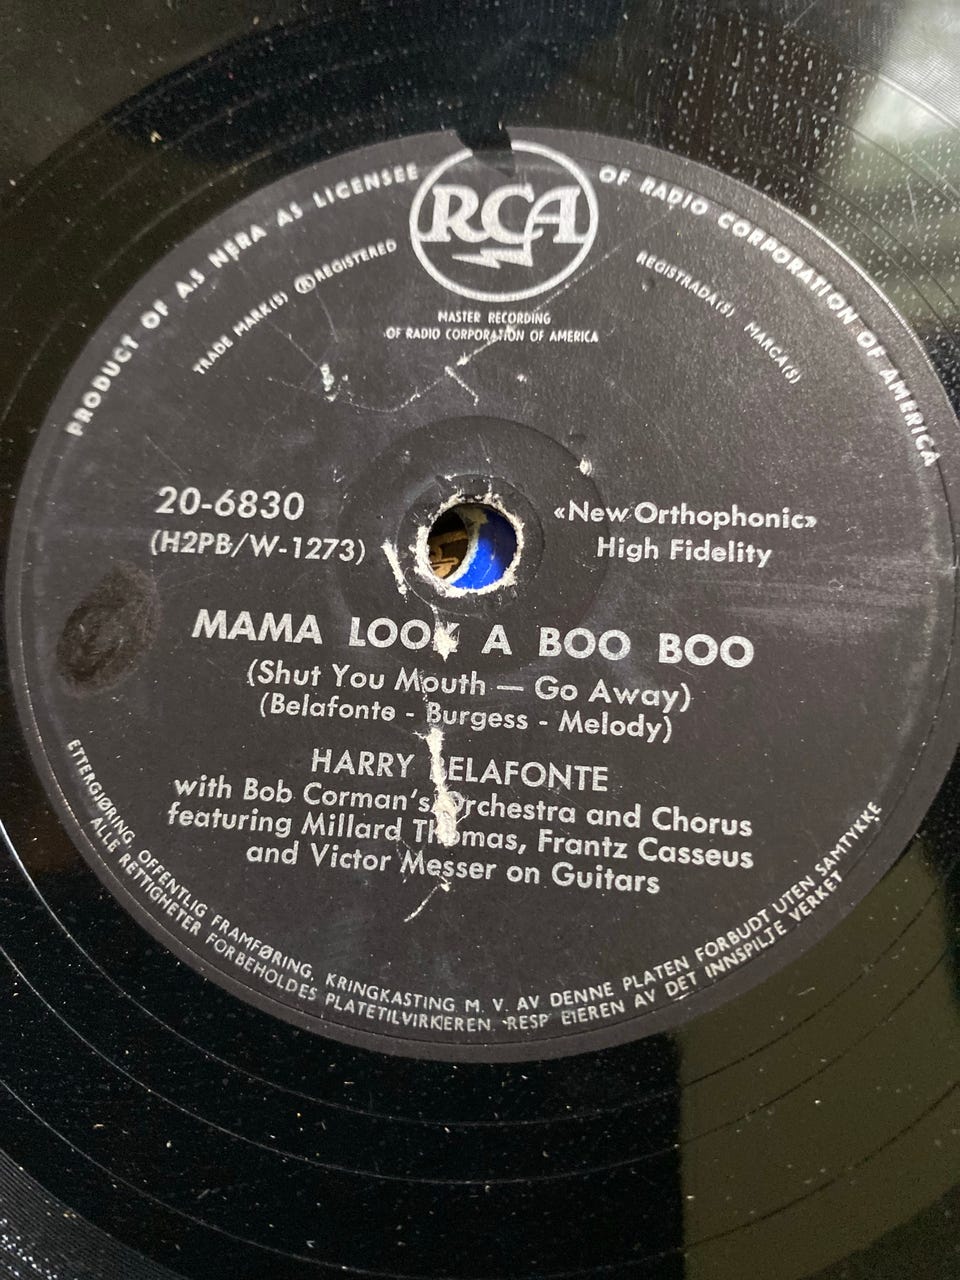 PRODUCT OF A/S NERA AS LICENSEE OF RADIO CORPORATION OF AMERICA
RCA
TRADE MARK(S) ® REGISTERED REGISTRADA(S) MARCA(S)
MASTER RECORDING
OF RADIO CORPORATION OF AMERICA
20-6830
(H2PB/W-1273)
«New Orthophonic»
High Fidelity
MAMA LOOK A BOO BOO
(Shut You Mouth — Go Away)
(Belafonte - Burgess - Melody)
HARRY BELAFONTE
with Bob Corman's Orchestra and Chorus
featuring Millard Thomas, Frantz Casseus
and Victor Messer on Guitars
ETTERGJØRING, OFFENTLIG FRAMFØRING, KRINGKASTING M. V. AV DENNE PLATEN FORBUDT UTEN SAMTYKKE
ALLE RETTIGHETER FORBEHOLDES PLATETILVIRKEREN. RESP EIEREN AV DET INNSPILJE VERKET